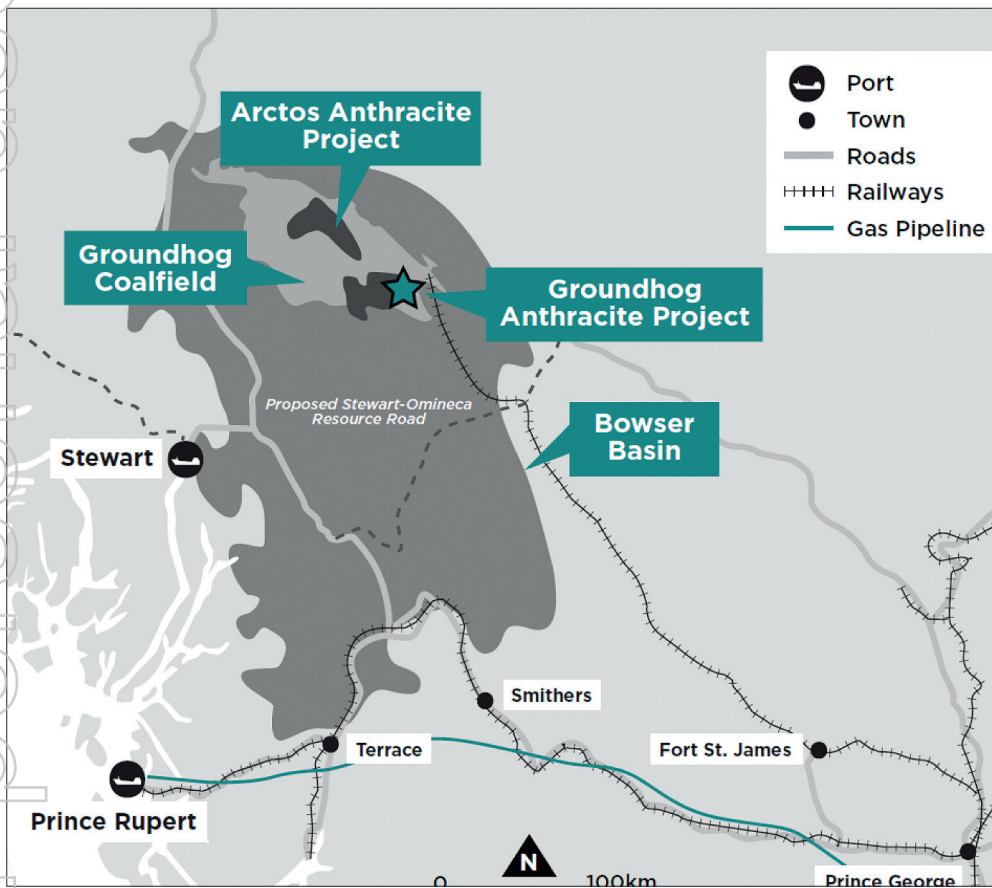 Port
Town
Roads
Railways
Gas Pipeline
Arctos Anthracite
Project
Groundhog
Coalfield
Groundhog
Anthracite Project
Proposed Stewart-Omineca
Resource Road
Bowser
Basin
Stewart
Smithers
Terrace
Fort St. James
Prince Rupert
Prince George
N
0
100km